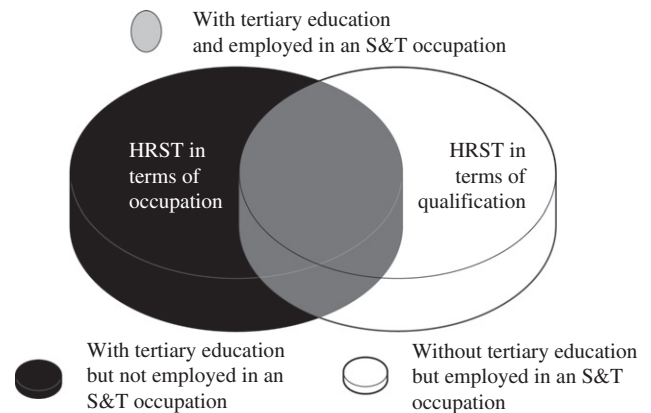 With tertiary education
and employed in an S&T occupation
HRST in
terms of
occupation
HRST in
terms of
qualification
With tertiary education
but not employed in an
S&T occupation
Without tertiary education
but employed in an S&T
occupation